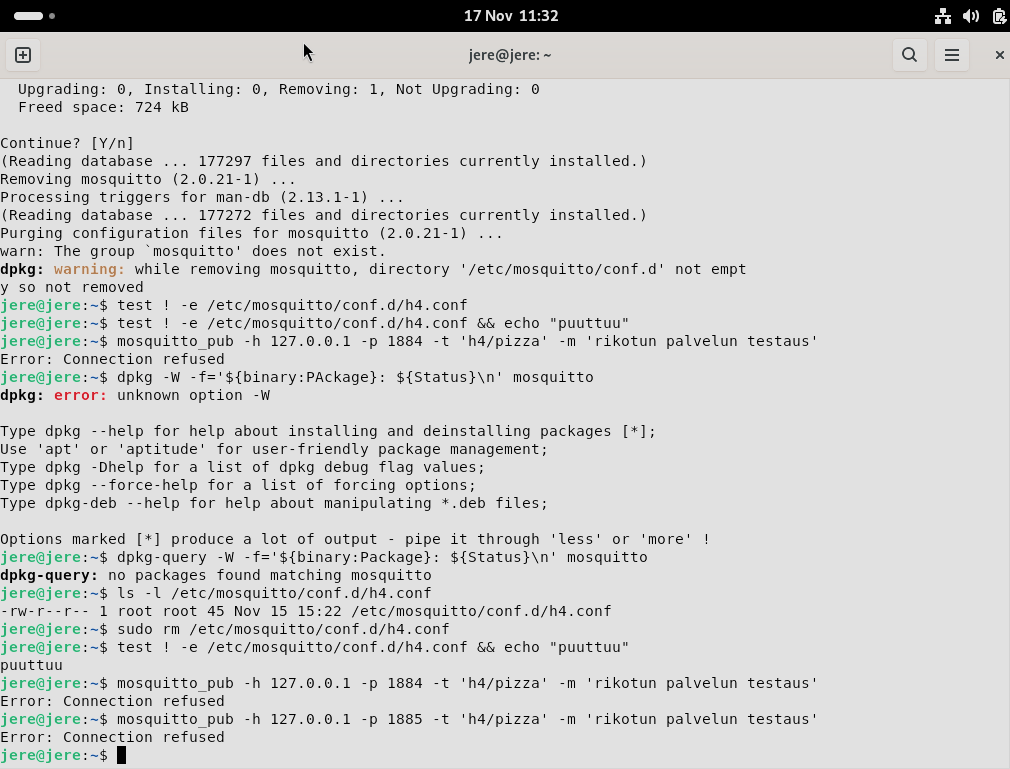 17 Nov 11:32
jere@jere: ~
Upgrading: 0, Installing: 0, Removing: 1, Not Upgrading: 0
Freed space: 724 kB
Continue? [Y/n]
(Reading database ... 177297 files and directories currently installed.)
Removing mosquitto (2.0.21-1) ...
Processing triggers for man-db (2.13.1-1) ...
(Reading database ... 177272 files and directories currently installed.)
Purging configuration files for mosquitto (2.0.21-1) ...
warn: The group `mosquitto' does not exist.
dpkg: warning: while removing mosquitto, directory '/etc/mosquitto/conf.d' not empt
y so not removed
jere@jere:~$ test ! -e /etc/mosquitto/conf.d/h4.conf
jere@jere:~$ test ! -e /etc/mosquitto/conf.d/h4.conf && echo "puuttuu"
jere@jere:~$ mosquitto_pub -h 127.0.0.1 -p 1884 -t 'h4/pizza' -m 'rikotun palvelun testaus'
Error: Connection refused
jere@jere:~$ dpkg -W -f='${binary:PAckage}: ${Status}\n' mosquitto
dpkg: error: unknown option -W
Type dpkg --help for help about installing and deinstalling packages [*];
Use 'apt' or 'aptitude' for user-friendly package management;
Type dpkg -Dhelp for a list of dpkg debug flag values;
Type dpkg --force-help for a list of forcing options;
Type dpkg-deb --help for help about manipulating *.deb files;
Options marked [*] produce a lot of output - pipe it through 'less' or 'more' !
jere@jere:~$ dpkg-query -W -f='${binary:Package}: ${Status}\n' mosquitto
dpkg-query: no packages found matching mosquitto
jere@jere:~$ ls -l /etc/mosquitto/conf.d/h4.conf
-rw-r--r-- 1 root root 45 Nov 15 15:22 /etc/mosquitto/conf.d/h4.conf
jere@jere:~$ sudo rm /etc/mosquitto/conf.d/h4.conf
jere@jere:~$ test ! -e /etc/mosquitto/conf.d/h4.conf && echo "puuttuu"
puuttuu
jere@jere:~$ mosquitto_pub -h 127.0.0.1 -p 1884 -t 'h4/pizza' -m 'rikotun palvelun testaus'
Error: Connection refused
jere@jere:~$ mosquitto_pub -h 127.0.0.1 -p 1885 -t 'h4/pizza' -m 'rikotun palvelun testaus'
Error: Connection refused
jere@jere:~$